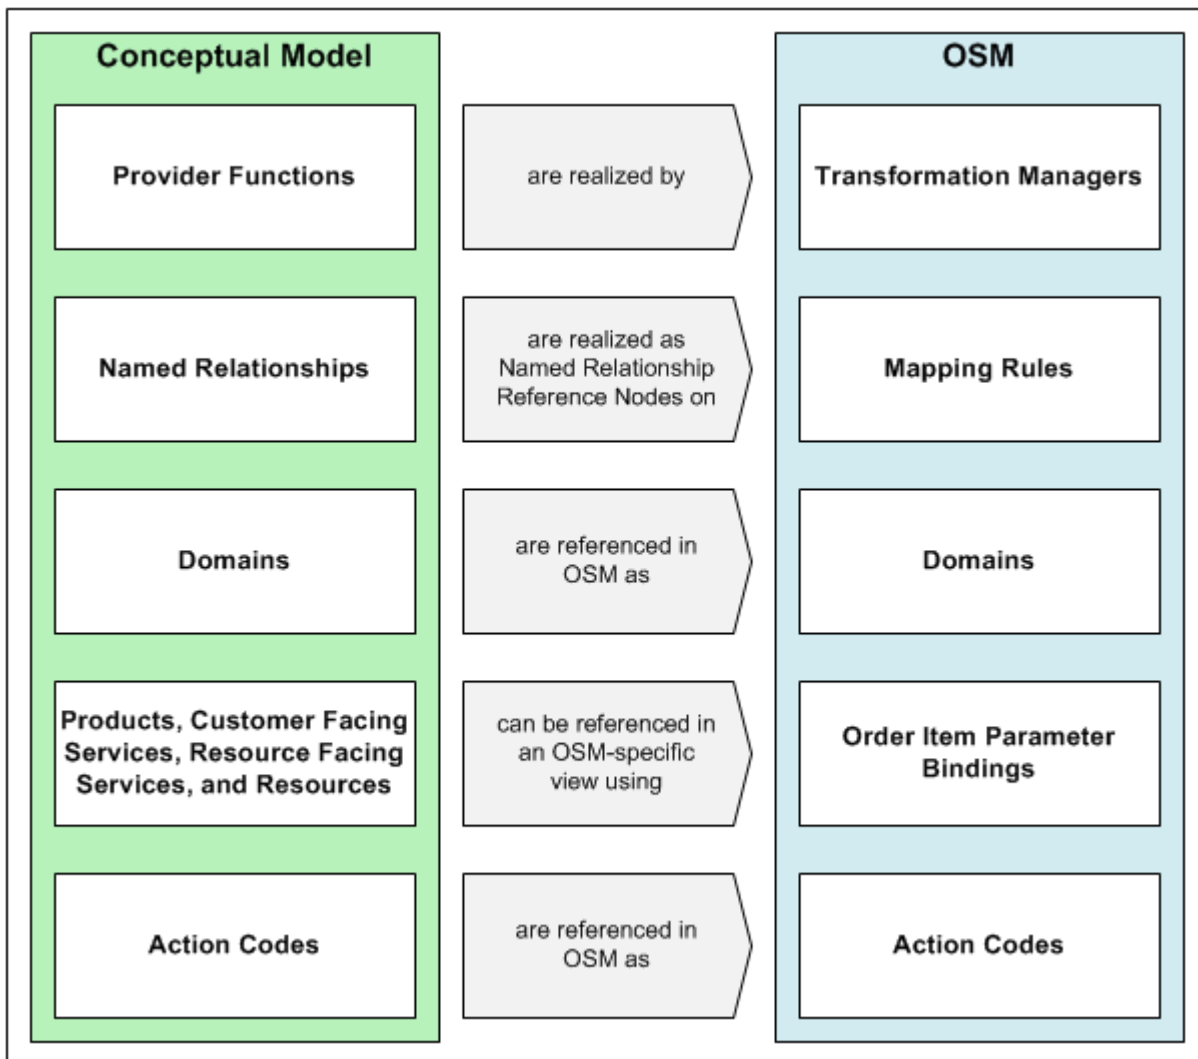 Conceptual Model
OSM
Provider Functions
are realized by
Transformation Managers
Named Relationships
are realized as
Named Relationship
Reference Nodes on
Mapping Rules
Domains
are referenced in
OSM as
Domains
Products, Customer Facing
Services, Resource Facing
Services, and Resources
can be referenced in
an OSM-specific
view using
Order Item Parameter
Bindings
Action Codes
are referenced in
OSM as
Action Codes